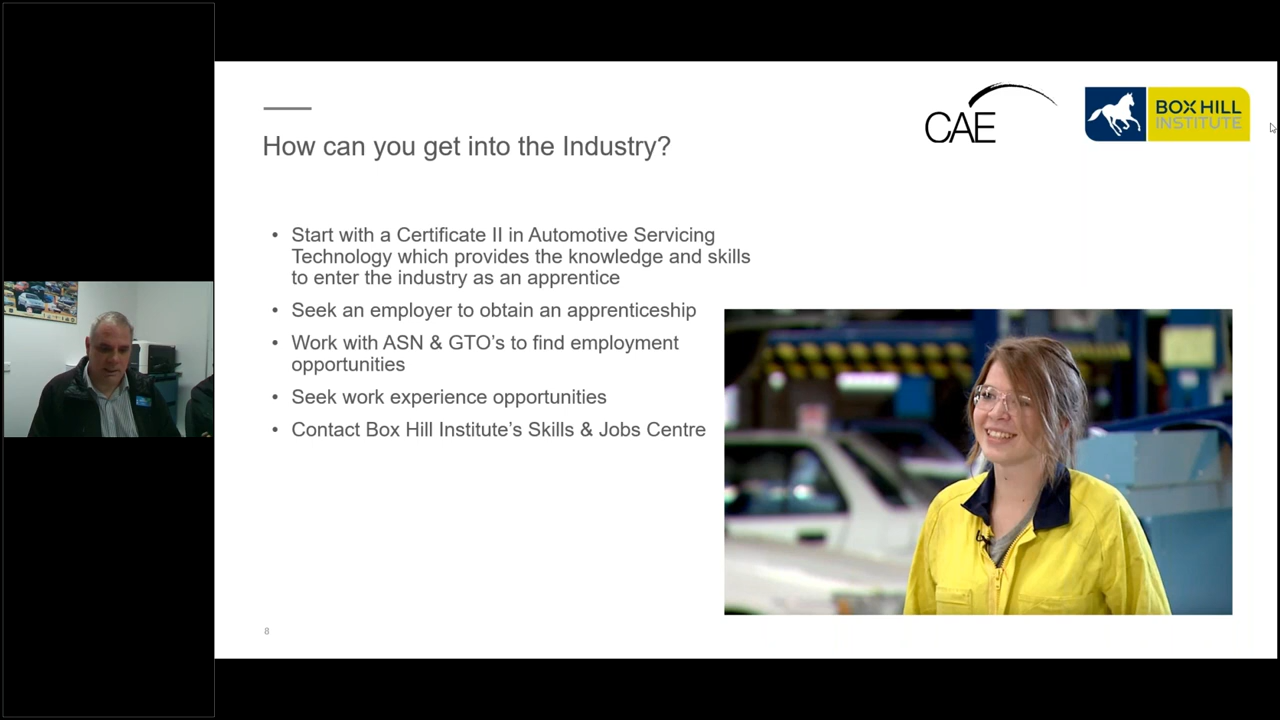 CAE
BOX HILL
INSTITUTE
How can you get into the Industry?
• Start with a Certificate II in Automotive Servicing
Technology which provides the knowledge and skills
to enter the industry as an apprentice
• Seek an employer to obtain an apprenticeship
• Work with ASN & GTO’s to find employment
opportunities
• Seek work experience opportunities
• Contact Box Hill Institute’s Skills & Jobs Centre
8